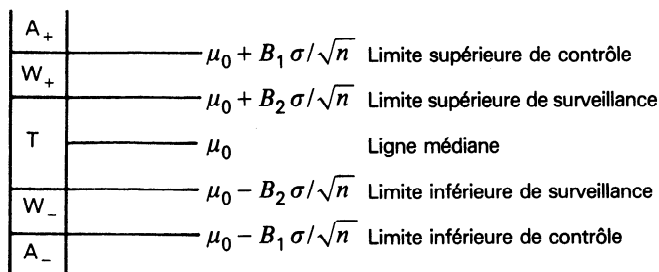 A₊
μ₀ + B₁ σ/√n Limite supérieure de contrôle
W₊
μ₀ + B₂ σ/√n Limite supérieure de surveillance
T
μ₀ Ligne médiane
μ₀ − B₂ σ/√n Limite inférieure de surveillance
W₋
μ₀ − B₁ σ/√n Limite inférieure de contrôle
A₋